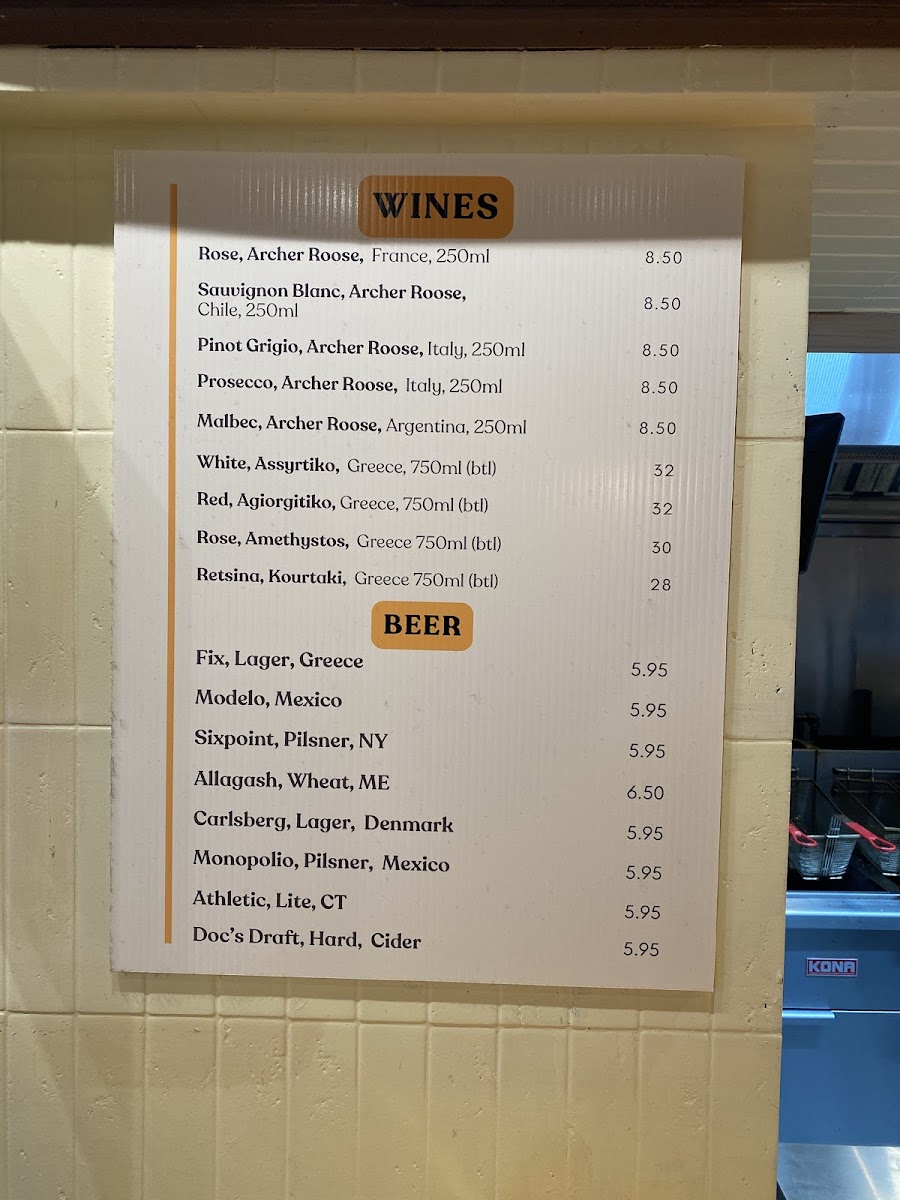 WINES
Rose, Archer Roose, France, 250ml 8.50
Sauvignon Blanc, Archer Roose,
Chile, 250ml 8.50
Pinot Grigio, Archer Roose, Italy, 250ml 8.50
Prosecco, Archer Roose, Italy, 250ml 8.50
Malbec, Archer Roose, Argentina, 250ml 8.50
White, Assyrtiko, Greece, 750ml (btl) 32
Red, Agiorgitiko, Greece, 750ml (btl) 32
Rose, Amethystos, Greece 750ml (btl) 30
Retsina, Kourtaki, Greece 750ml (btl) 28
BEER
Fix, Lager, Greece 5.95
Modelo, Mexico 5.95
Sixpoint, Pilsner, NY 5.95
Allagash, Wheat, ME 6.50
Carlsberg, Lager, Denmark 5.95
Monopolio, Pilsner, Mexico 5.95
Athletic, Lite, CT 5.95
Doc's Draft, Hard, Cider 5.95
KONA